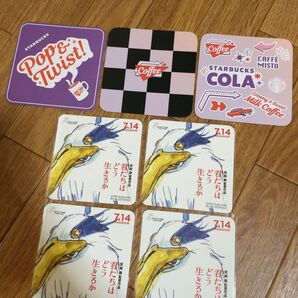 STARBUCKS
Pop &
Twist!
Coffee
Coffee
CAFFÈ
MISTO
STARBUCKS
COLA
Milk Coffee
7.14
君たちは
どう
生きるか
7.14
君たちは
どう
生きるか
7.14
君たちは
どう
生きるか
7.14
君たちは
どう
生きるか